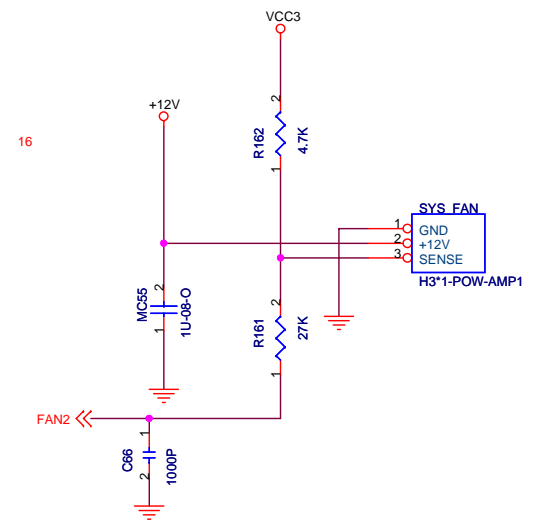 VCC3
+12V
16
2
R162
4.7K
1
SYS_FAN
1
GND
2
+12V
3
SENSE
H3*1-POW-AMP1
2
MC55
1U-08-O
1
2
R161
27K
1
FAN2
1
C66
1000P
2